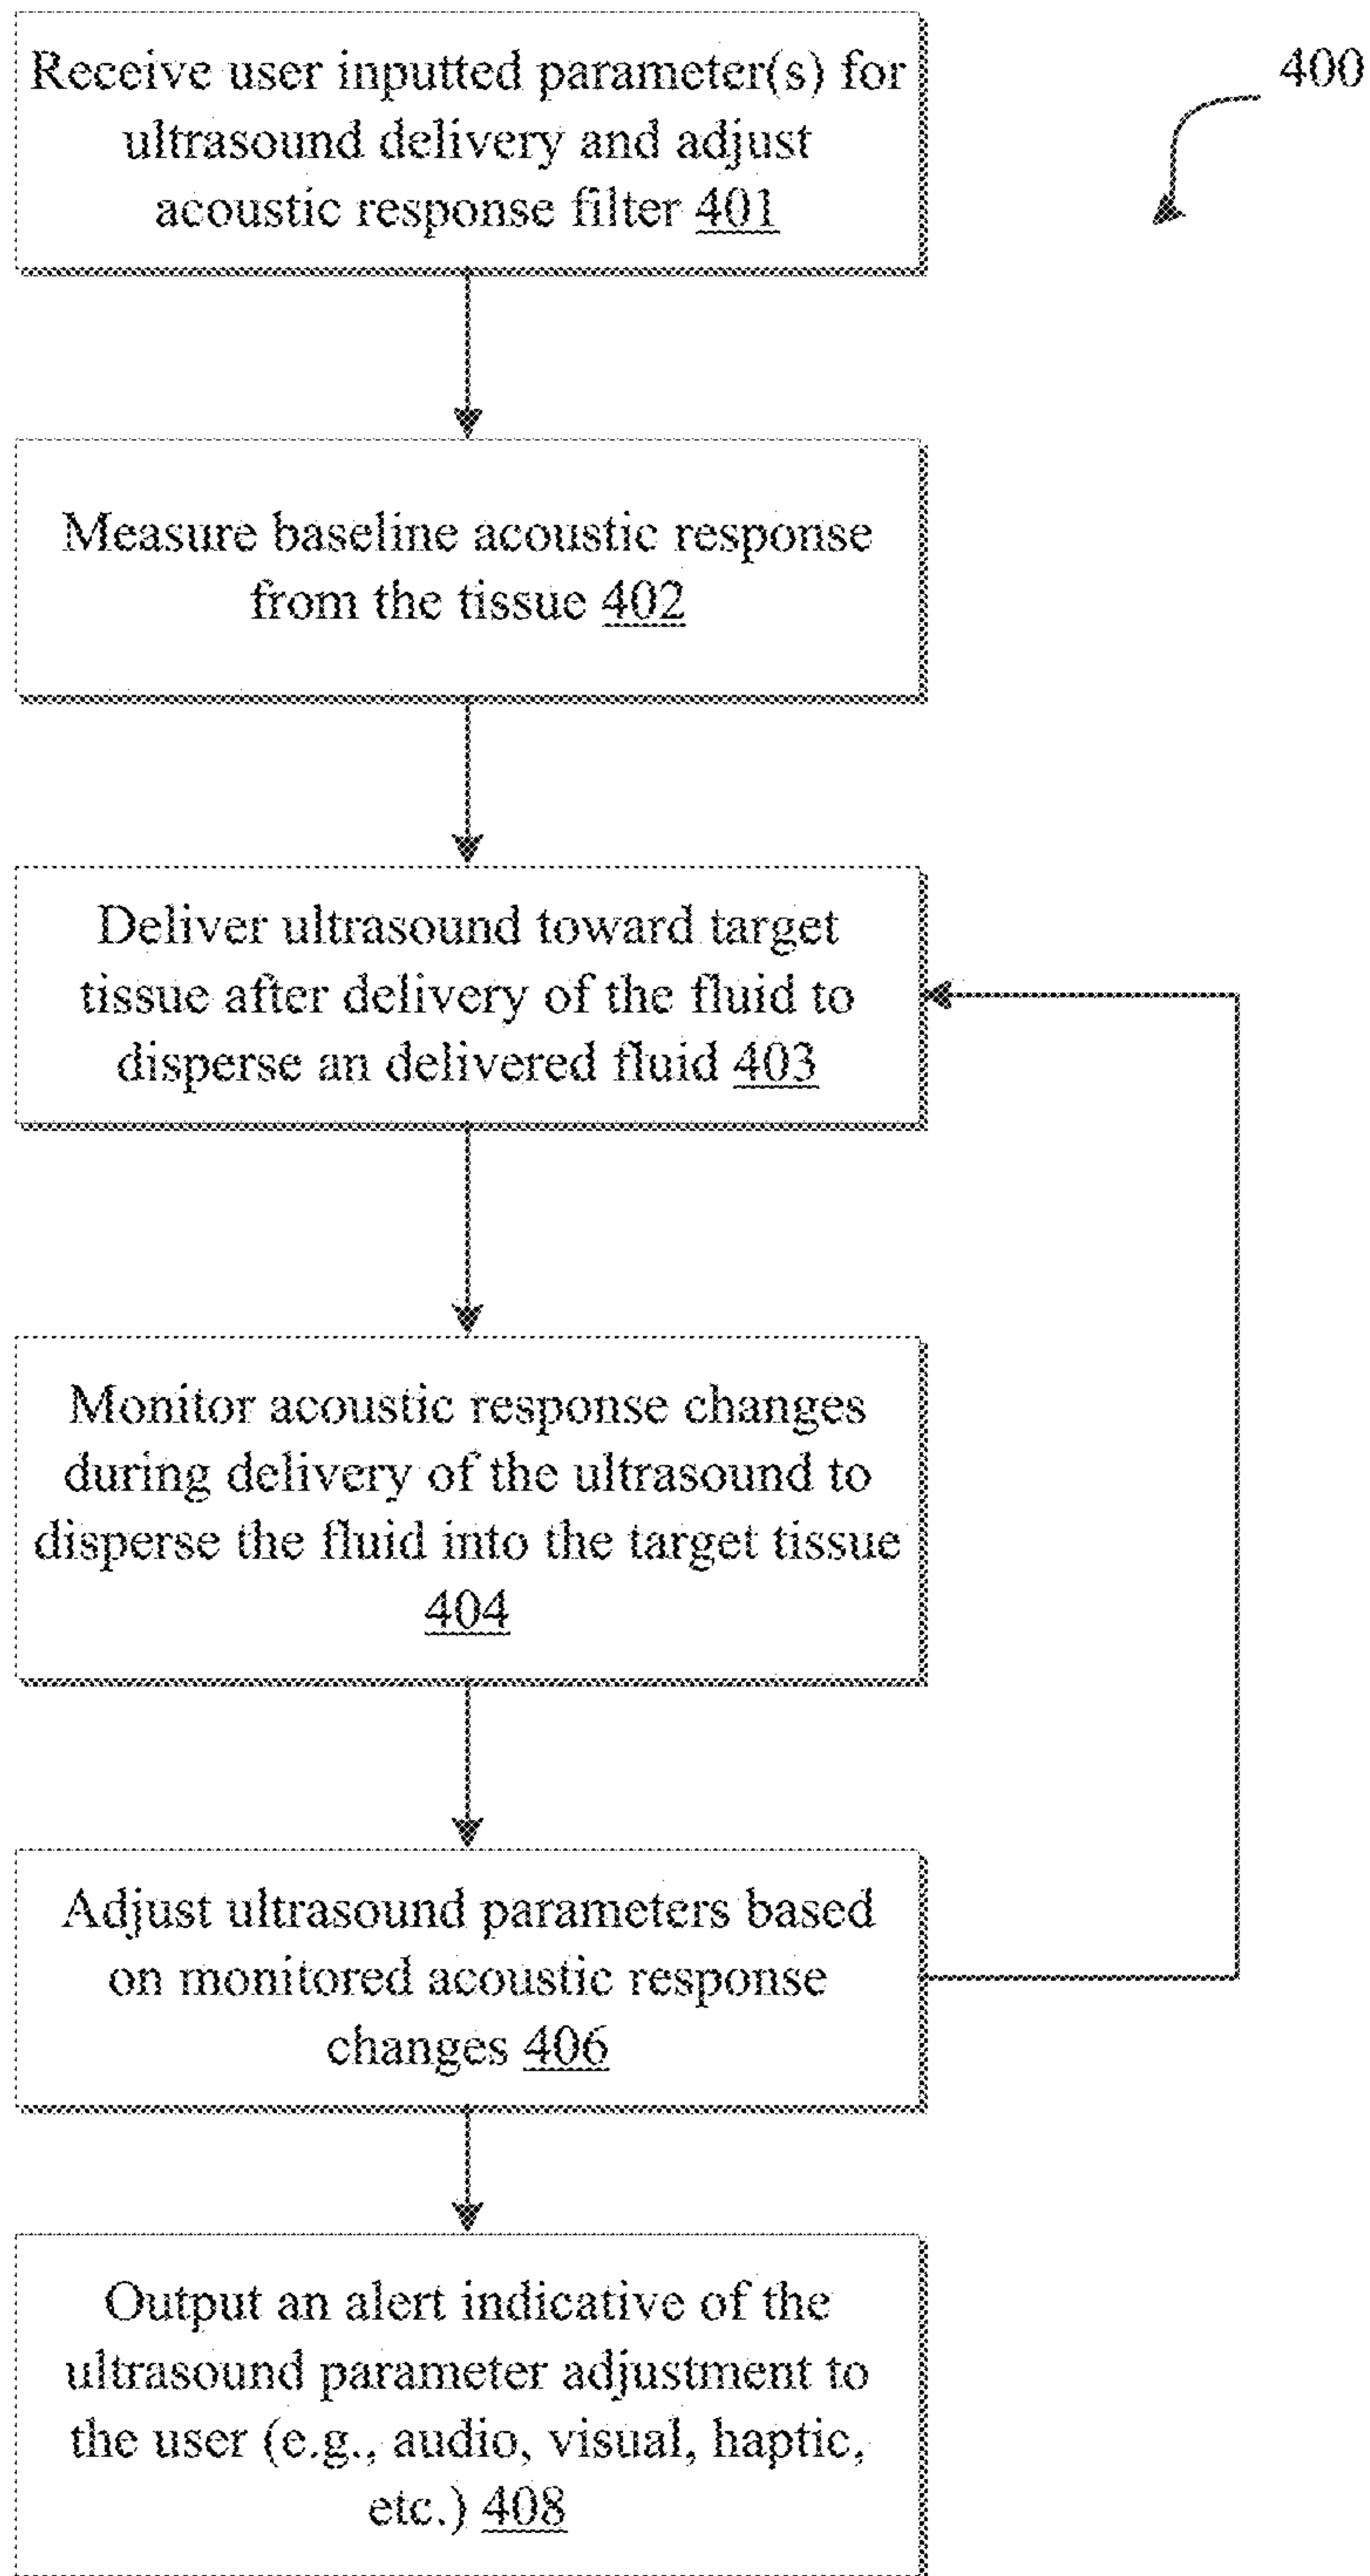 400
Receive user inputted parameter(s) for
ultrasound delivery and adjust
acoustic response filter 401
Measure baseline acoustic response
from the tissue 402
Deliver ultrasound toward target
tissue after delivery of the fluid to
disperse an delivered fluid 403
Monitor acoustic response changes
during delivery of the ultrasound to
disperse the fluid into the target tissue
404
Adjust ultrasound parameters based
on monitored acoustic response
changes 406
Output an alert indicative of the
ultrasound parameter adjustment to
the user (e.g., audio, visual, haptic,
etc.) 408